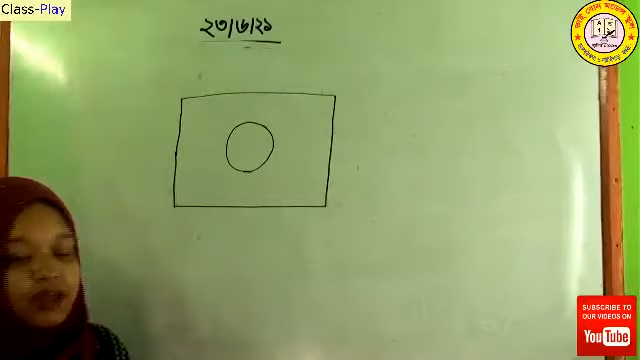 Class-Play
২৩/৬/২১
SUBSCRIBE TO
OUR VIDEOS ON
YouTube